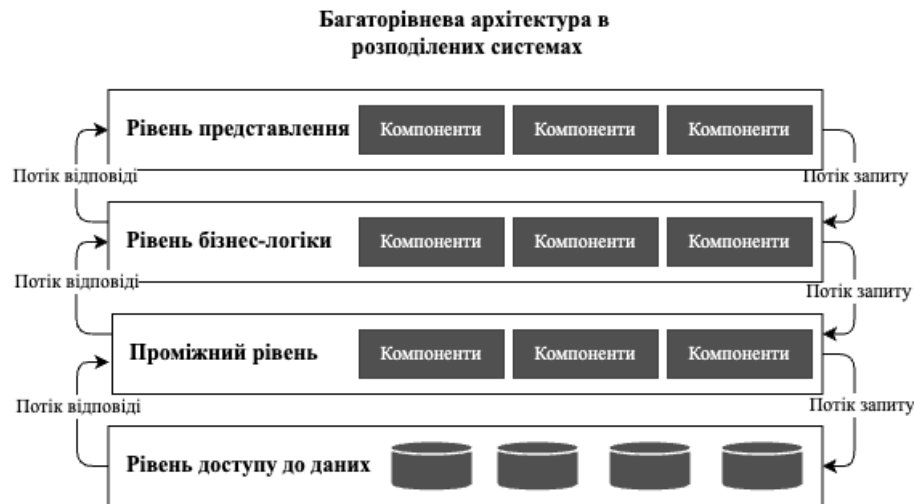 Багаторівнева архітектура в
розподілених системах
Рівень представлення
Компоненти
Компоненти
Компоненти
Потік відповіді
Потік запиту
Рівень бізнес-логіки
Компоненти
Компоненти
Компоненти
Потік відповіді
Потік запиту
Проміжний рівень
Компоненти
Компоненти
Компоненти
Потік відповіді
Потік запиту
Рівень доступу до даних